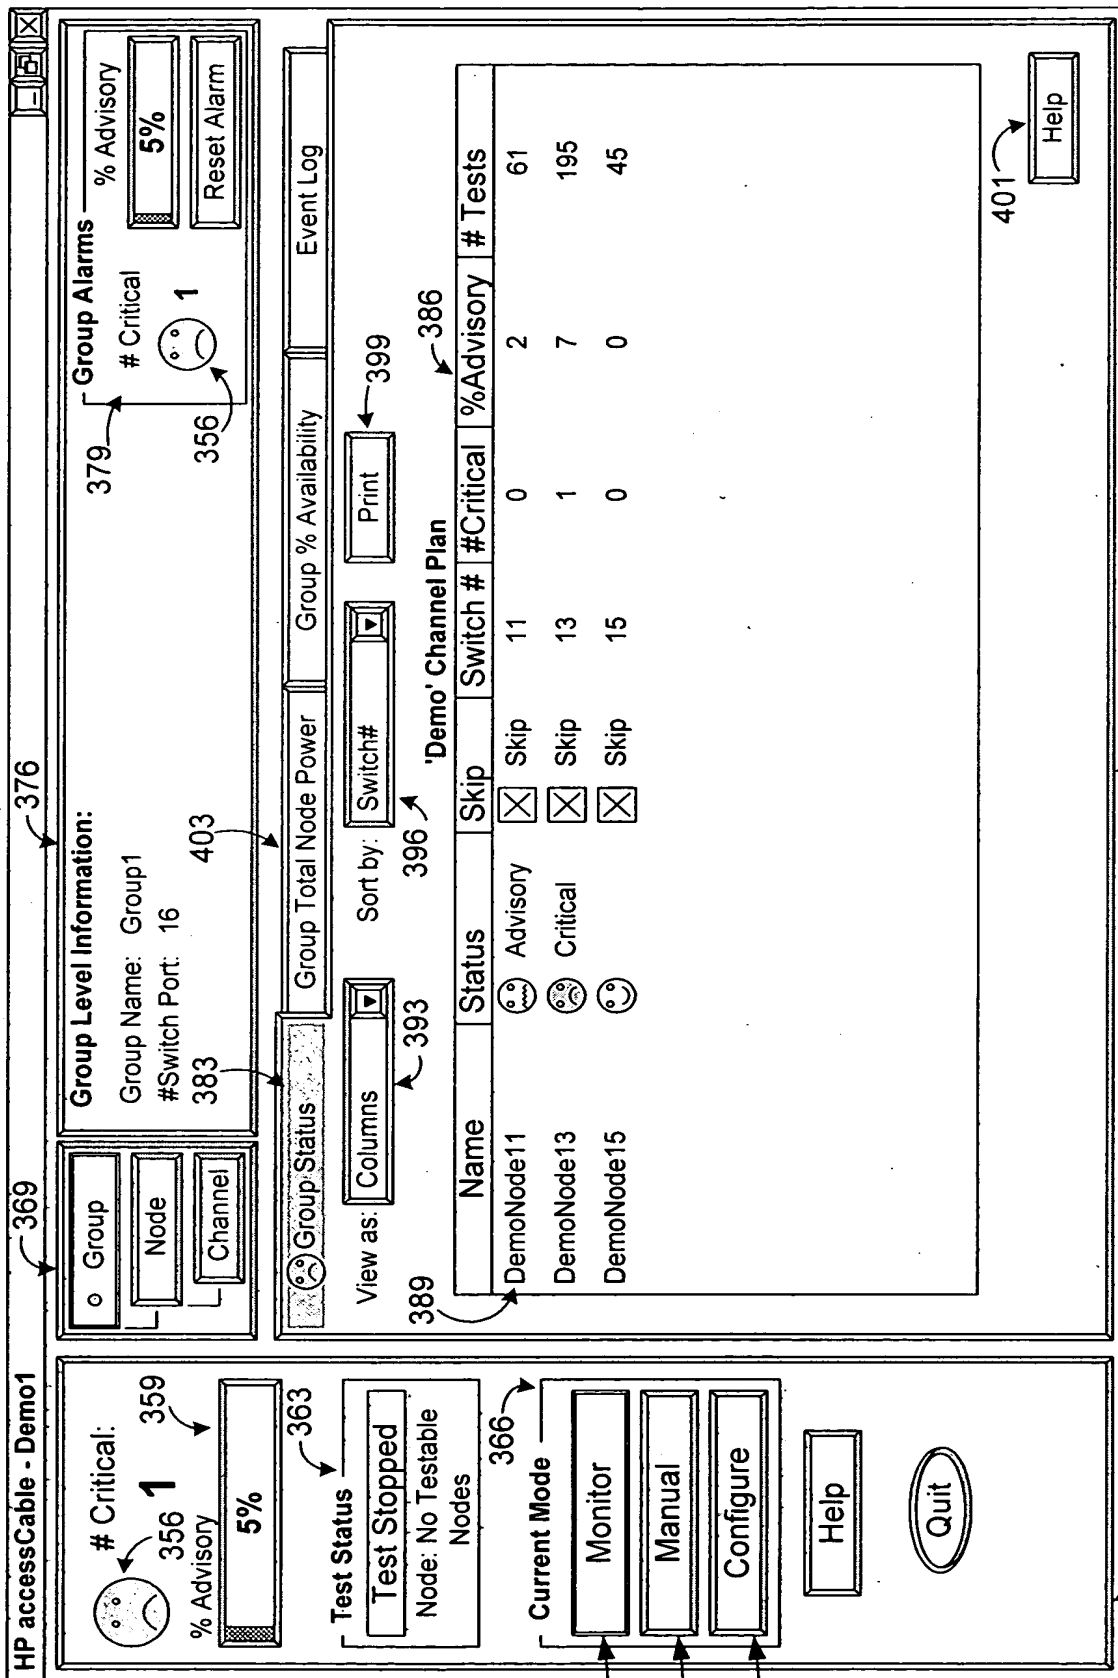 HP accessCable - Demo1
# Critical:
1
356
% Advisory
359
5%
363
Test Status
Test Stopped
Node: No Testable
Nodes
366
Current Mode
Monitor
Manual
Configure
Help
Quit
369
Group
Node
Channel
376
Group Level Information:
Group Name: Group1
#Switch Port: 16
379
Group Alarms
# Critical
% Advisory
1
5%
356
Reset Alarm
383
403
Group Status
Group Total Node Power
Group % Availability
Event Log
View as: Columns
Sort by: Switch#
Print
393
396
399
'Demo' Channel Plan
386
389
Name Status Skip Switch # #Critical %Advisory # Tests
DemoNode11 Advisory Skip 11 0 2 61
DemoNode13 Critical Skip 13 1 7 195
DemoNode15 Skip 15 0 0 45
401
Help